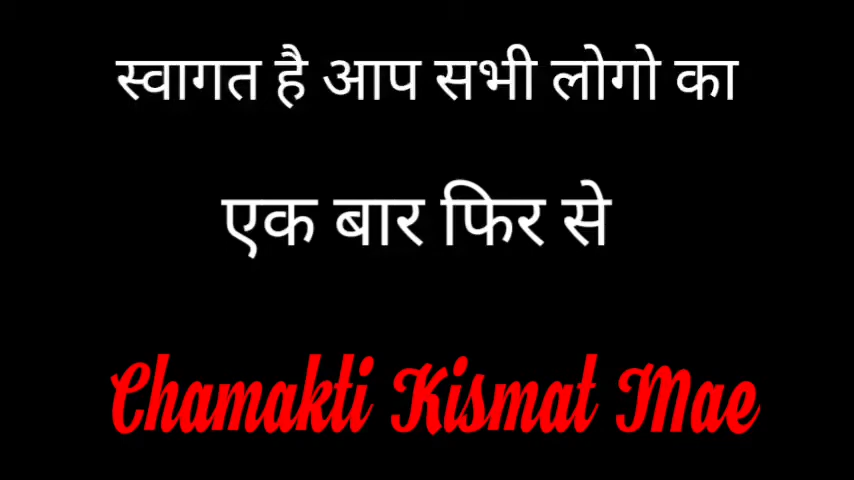 स्वागत है आप सभी लोगो का
एक बार फिर से
Chamakti Kismat Mae